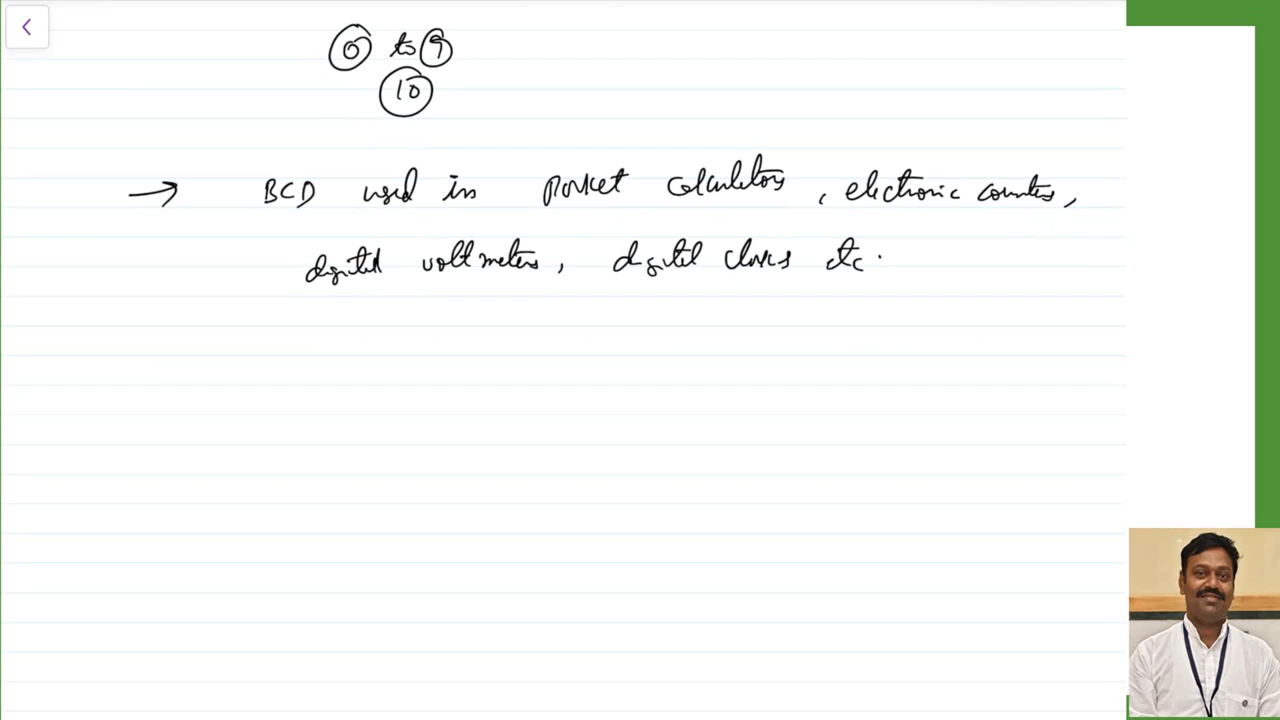 0 to 9
10
→ BCD used in pocket calculators, electronic counters,
digital voltmeters, digital clocks etc.